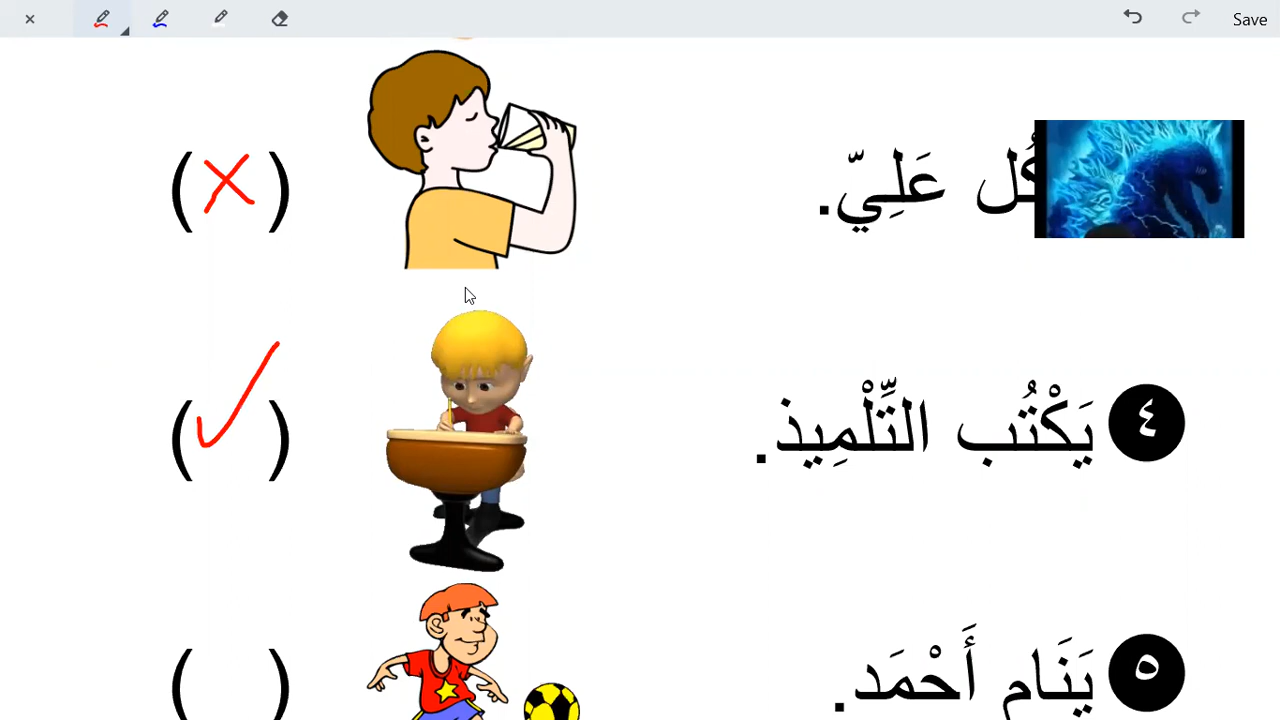 Save
عَلِيّ.
( × )
٤ يَكْتُب التِّلْمِيذ.
( ✓ )
٥ يَنَام أَحْمَد.
( )